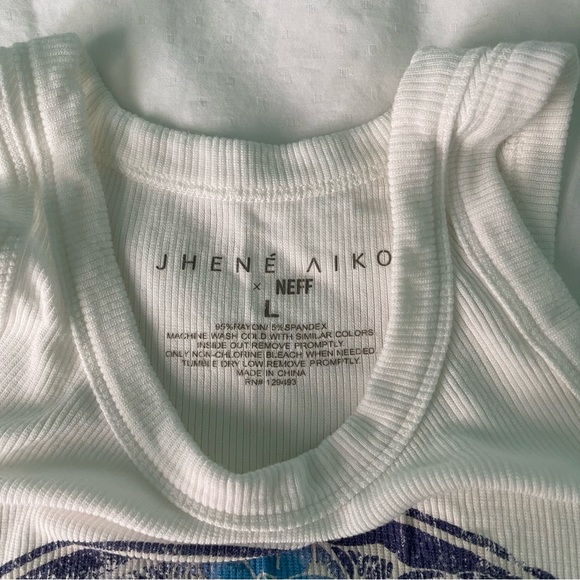 JHENÉ AIKO
× NEFF
L
95% RAYON/ 5% SPANDEX
MACHINE WASH COLD WITH SIMILAR COLORS
INSIDE OUT REMOVE PROMPTLY.
ONLY NON-CHLORINE BLEACH WHEN NEEDED.
TUMBLE DRY LOW REMOVE PROMPTLY.
MADE IN CHINA
RN# 129493